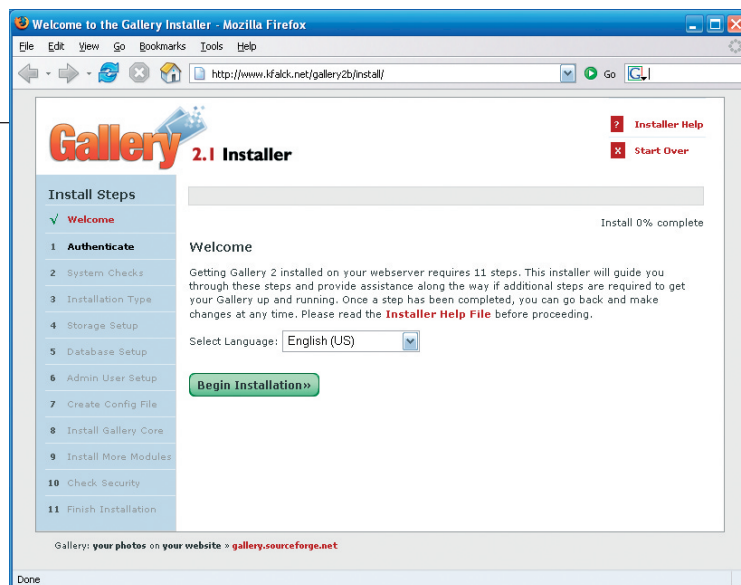 Welcome to the Gallery Installer - Mozilla Firefox
File Edit View Go Bookmarks Tools Help
http://www.kfalck.net/gallery2b/install/
Go
G
Gallery
2.1 Installer
? Installer Help
x Start Over
Install Steps
√ Welcome
1 Authenticate
2 System Checks
3 Installation Type
4 Storage Setup
5 Database Setup
6 Admin User Setup
7 Create Config File
8 Install Gallery Core
9 Install More Modules
10 Check Security
11 Finish Installation
Install 0% complete
Welcome
Getting Gallery 2 installed on your webserver requires 11 steps. This installer will guide you
through these steps and provide assistance along the way if additional steps are required to get
your Gallery up and running. Once a step has been completed, you can go back and make
changes at any time. Please read the Installer Help File before proceeding.
Select Language: English (US)
Begin Installation»
Gallery: your photos on your website » gallery.sourceforge.net
Done